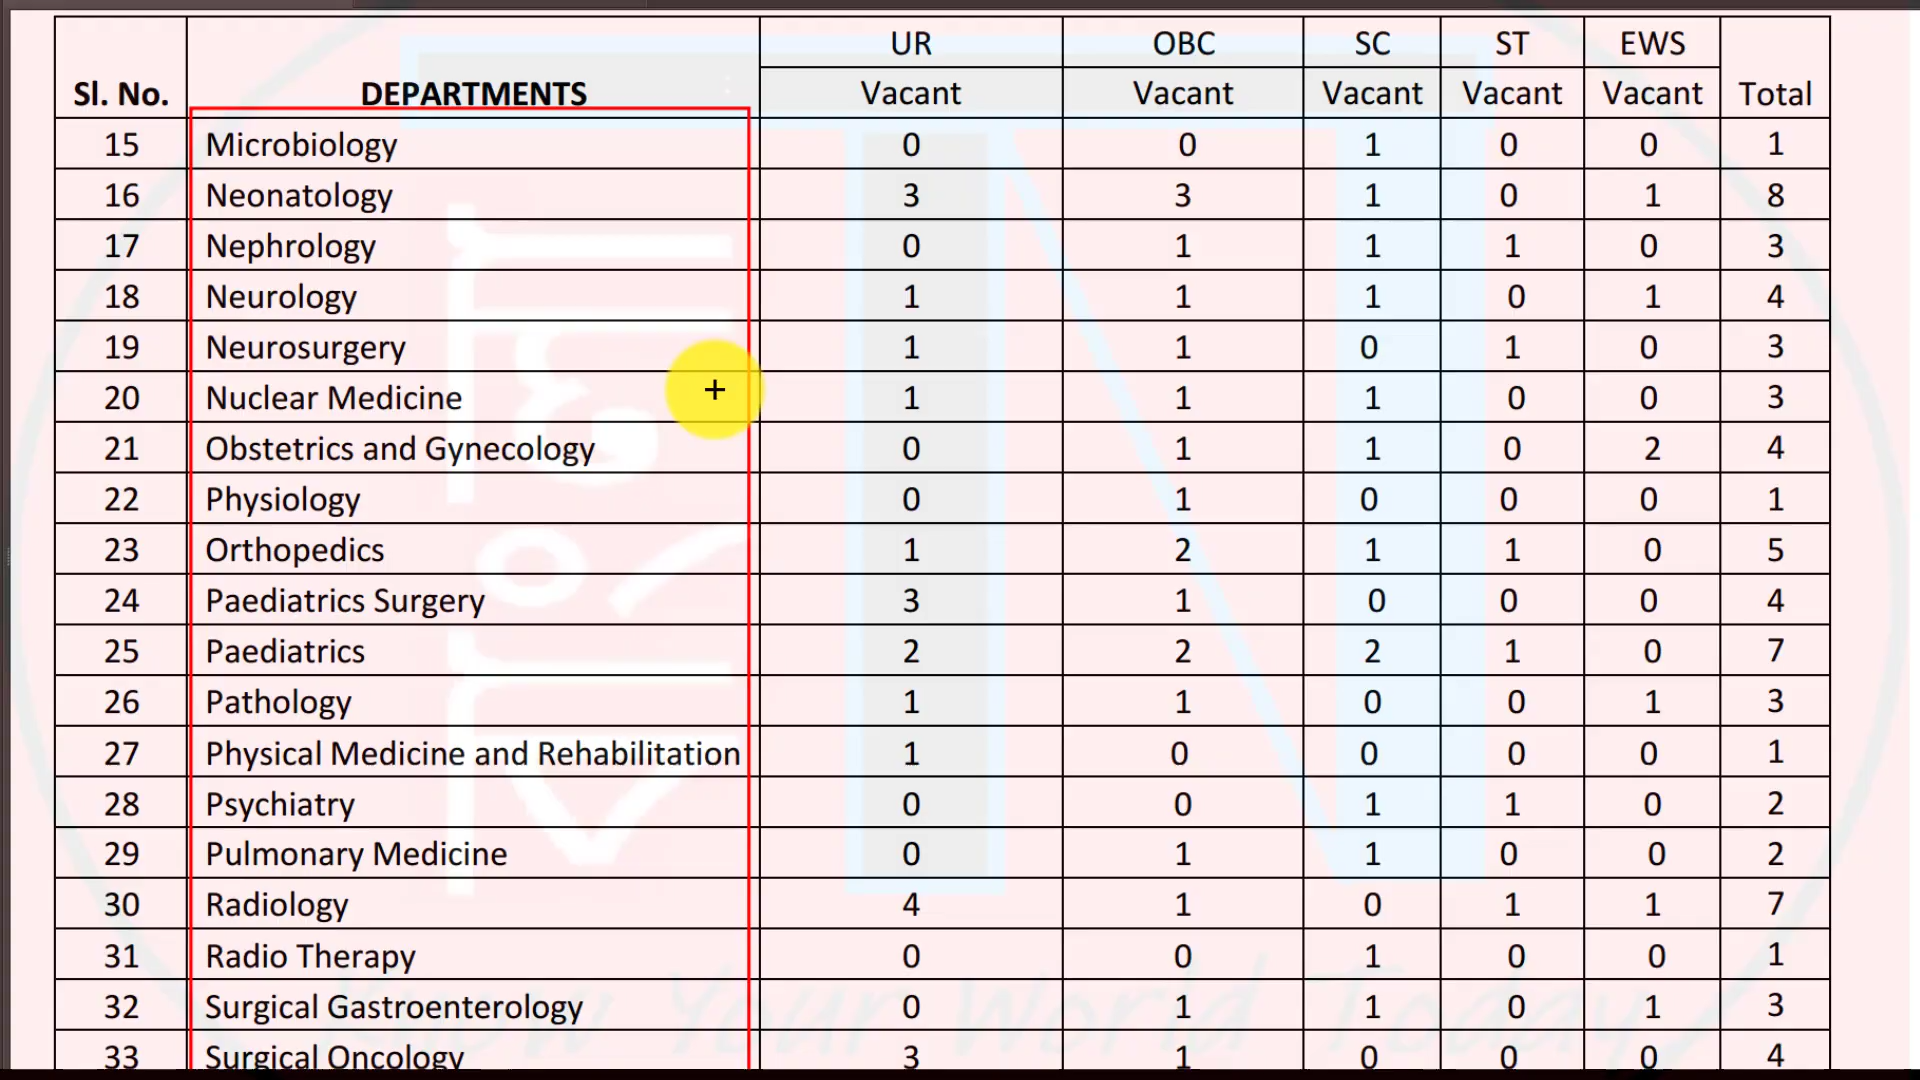 UR OBC SC ST EWS
Sl. No. DEPARTMENTS Vacant Vacant Vacant Vacant Vacant Total
15 Microbiology 0 0 1 0 0 1
16 Neonatology 3 3 1 0 1 8
17 Nephrology 0 1 1 1 0 3
18 Neurology 1 1 1 0 1 4
19 Neurosurgery 1 1 0 1 0 3
20 Nuclear Medicine 1 1 1 0 0 3
21 Obstetrics and Gynecology 0 1 1 0 2 4
22 Physiology 0 1 0 0 0 1
23 Orthopedics 1 2 1 1 0 5
24 Paediatrics Surgery 3 1 0 0 0 4
25 Paediatrics 2 2 2 1 0 7
26 Pathology 1 1 0 0 1 3
27 Physical Medicine and Rehabilitation 1 0 0 0 0 1
28 Psychiatry 0 0 1 1 0 2
29 Pulmonary Medicine 0 1 1 0 0 2
30 Radiology 4 1 0 1 1 7
31 Radio Therapy 0 0 1 0 0 1
32 Surgical Gastroenterology 0 1 1 0 1 3
33 Surgical Oncology 3 1 0 0 0 4
Know Your World Today